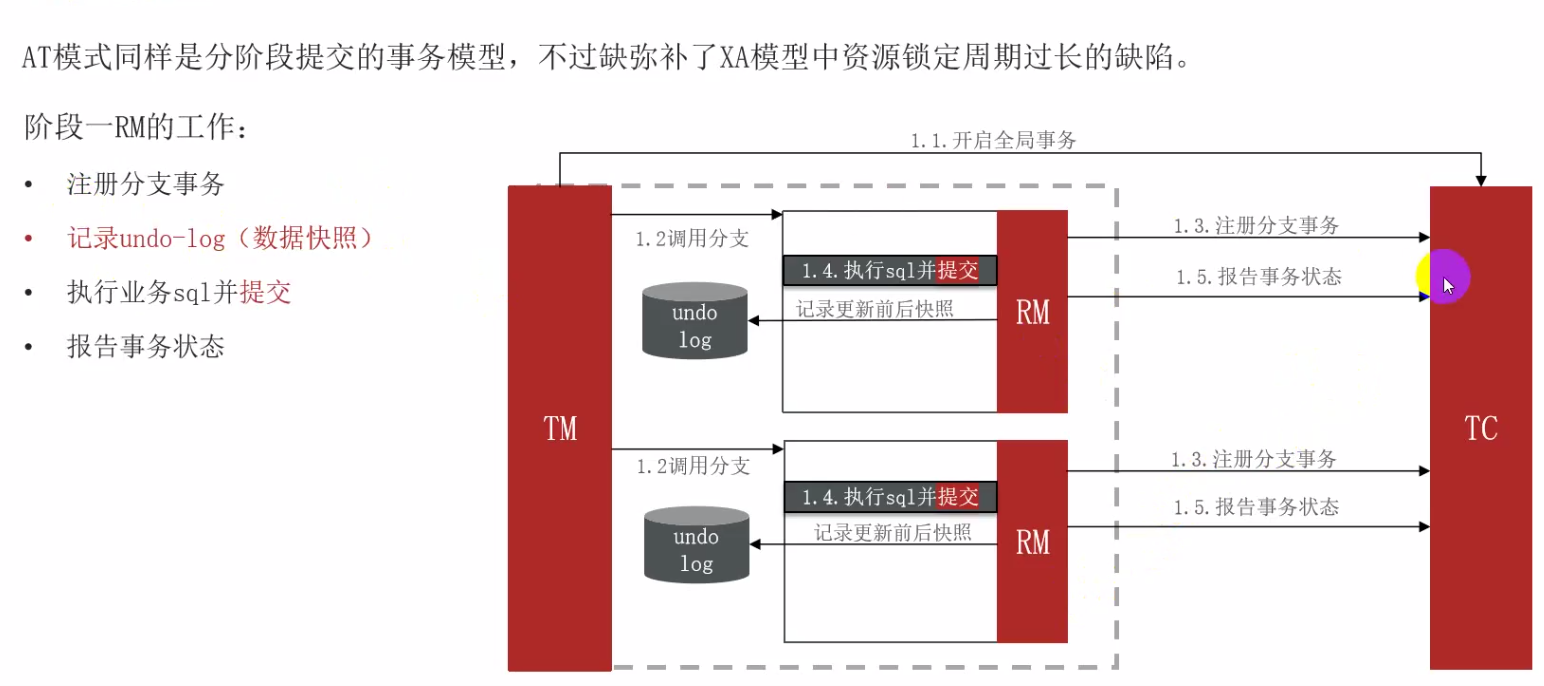 AT模式同样是分阶段提交的事务模型，不过缺弥补了XA模型中资源锁定周期过长的缺陷。
阶段一RM的工作：
• 注册分支事务
• 记录undo-log（数据快照）
• 执行业务sql并提交
• 报告事务状态
1.1.开启全局事务
TM
1.2调用分支
1.4.执行sql并提交
记录更新前后快照
undo
log
RM
1.3.注册分支事务
1.5.报告事务状态
1.2调用分支
1.4.执行sql并提交
记录更新前后快照
undo
log
RM
1.3.注册分支事务
1.5.报告事务状态
TC